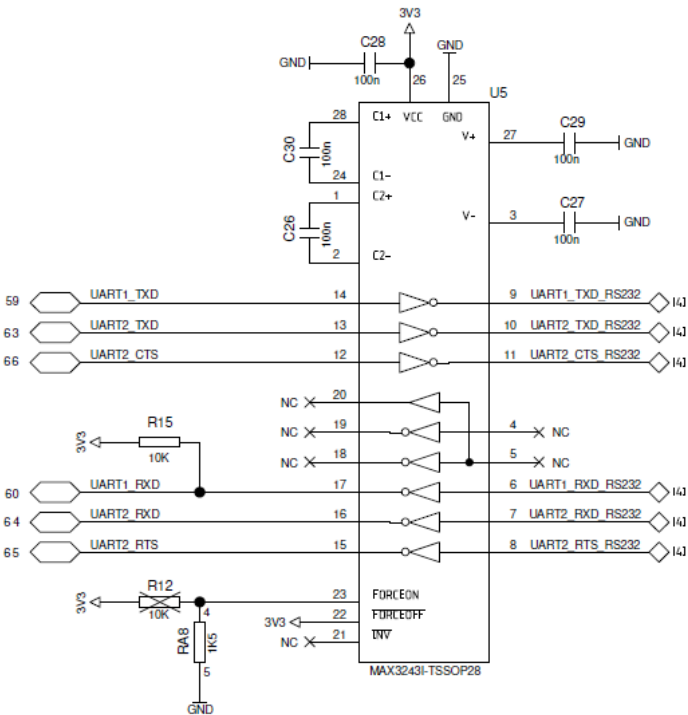 3V3
C28
GND
GND
100n
26
25
U5
28
C1+
VCC
GND
V+
27
C29
GND
100n
C30
100n
24
C1-
1
C2+
V-
3
C27
GND
100n
C26
100n
2
C2-
59
UART1_TXD
14
9
UART1_TXD_RS232
[4]
63
UART2_TXD
13
10
UART2_TXD_RS232
[4]
66
UART2_CTS
12
11
UART2_CTS_RS232
[4]
NC
20
R15
NC
19
4
NC
3V3
10K
NC
18
5
NC
60
UART1_RXD
17
6
UART1_RXD_RS232
[4]
64
UART2_RXD
16
7
UART2_RXD_RS232
[4]
65
UART2_RTS
15
8
UART2_RTS_RS232
[4]
R12
3V3
10K
23
FORCEON
4
3V3
22
FORCEOFF
RA8
1K5
NC
21
INV
5
MAX3243I-TSSOP28
GND